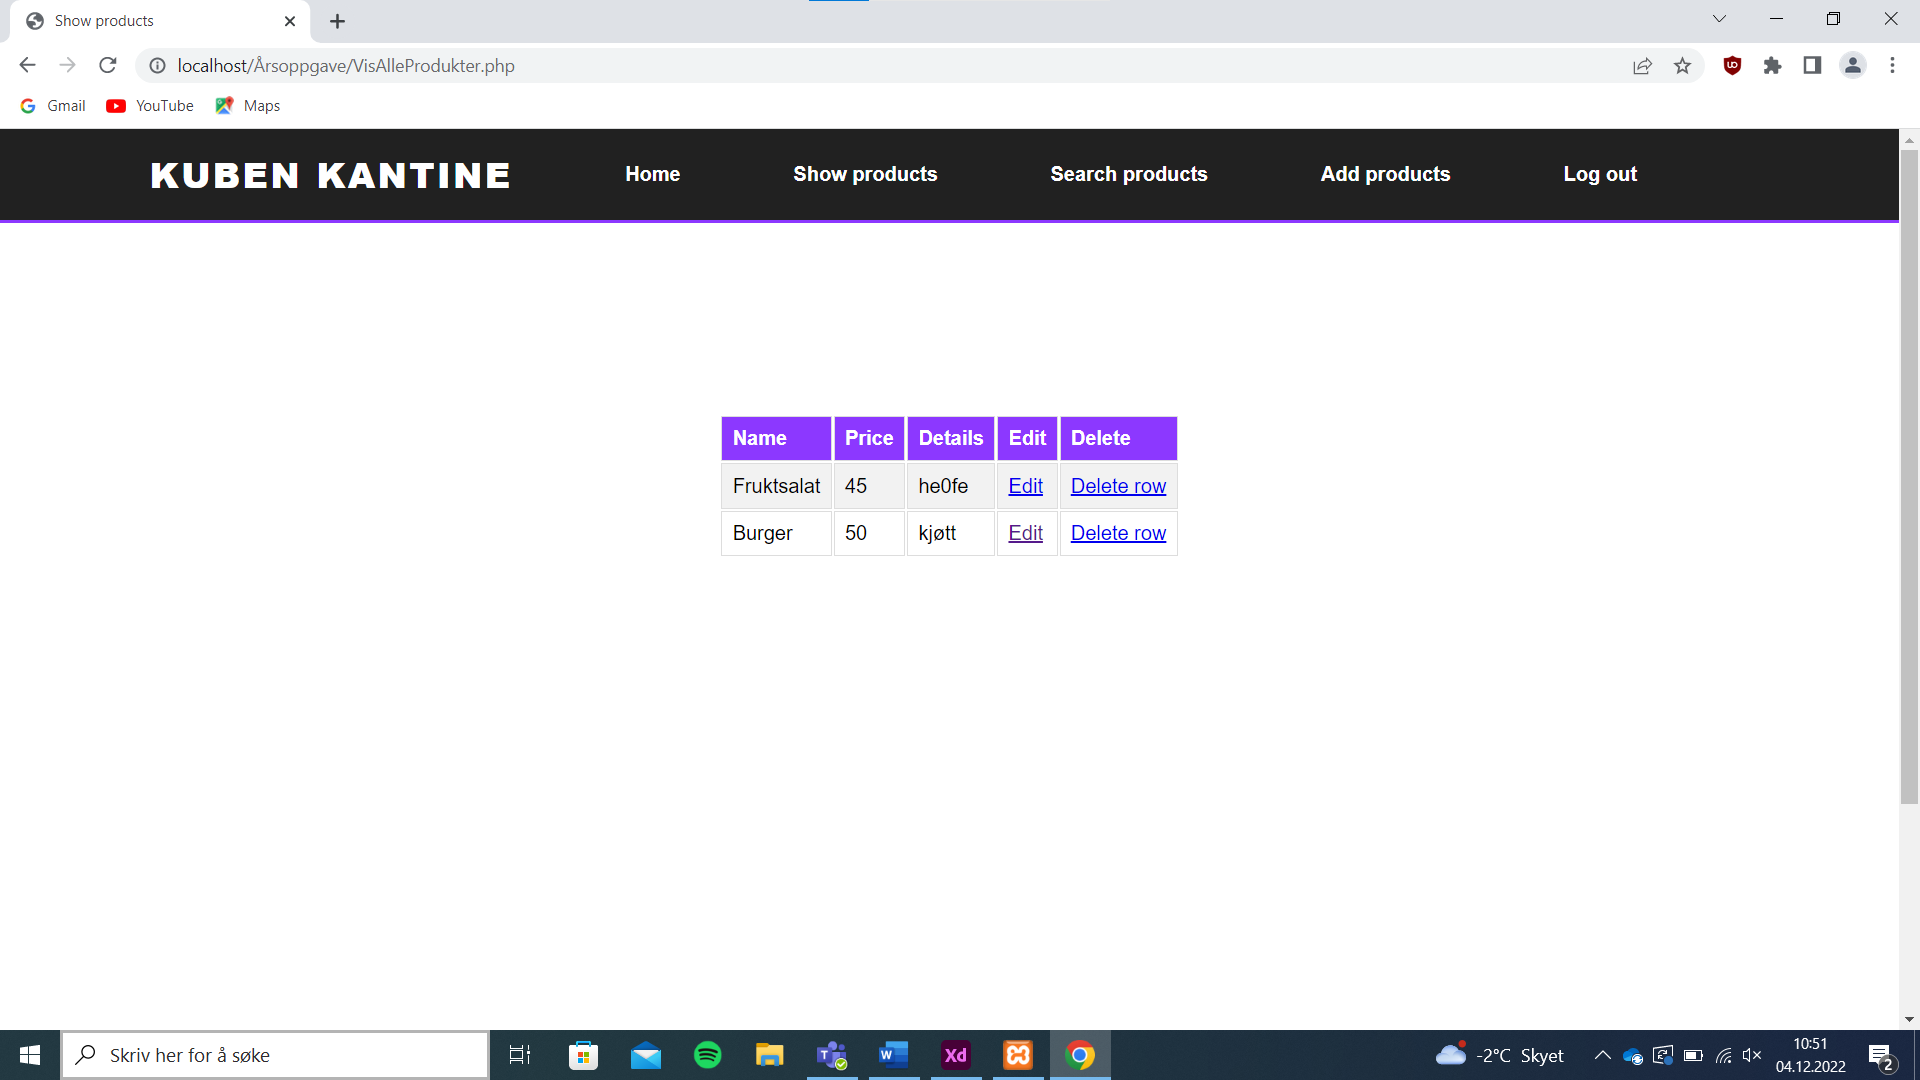 Show products
localhost/Årsoppgave/VisAlleProdukter.php
Gmail YouTube Maps
KUBEN KANTINE Home Show products Search products Add products Log out
Name Price Details Edit Delete
Fruktsalat 45 he0fe Edit Delete row
Burger 50 kjøtt Edit Delete row
Skriv her for å søke
Xd
-2°C Skyet
10:51
04.12.2022
2